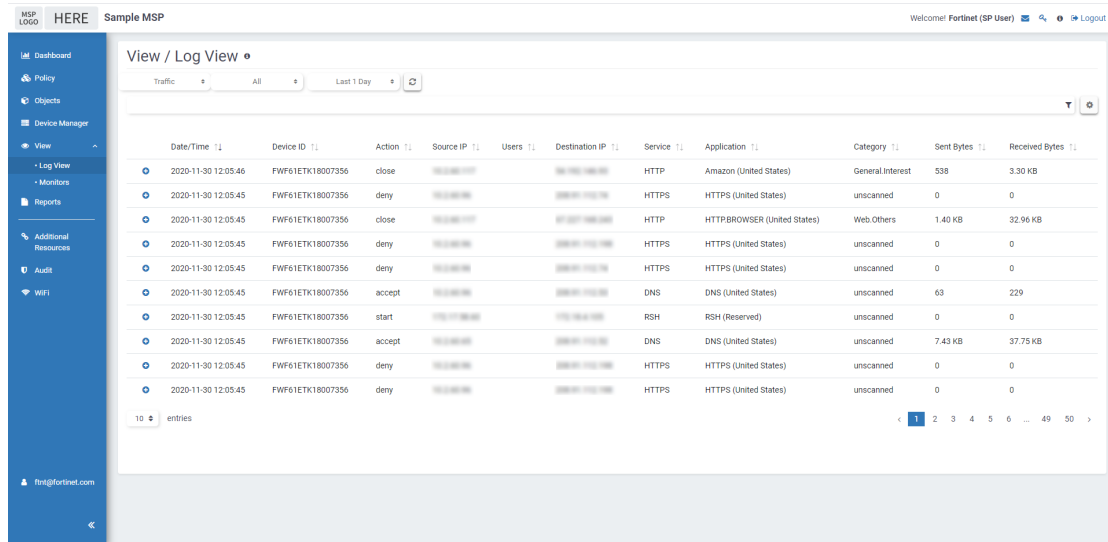 MSP LOGO HERE Sample MSP Welcome! Fortinet (SP User) Logout
Dashboard
Policy
Objects
Device Manager
View
• Log View
• Monitors
Reports
Additional
Resources
Audit
WiFi
ftnt@fortinet.com
View / Log View
Traffic All Last 1 Day
Date/Time Device ID Action Source IP Users Destination IP Service Application Category Sent Bytes Received Bytes
2020-11-30 12:05:46 FWF61ETK18007356 close HTTP Amazon (United States) General.Interest 538 3.30 KB
2020-11-30 12:05:45 FWF61ETK18007356 deny HTTPS HTTPS (United States) unscanned 0 0
2020-11-30 12:05:45 FWF61ETK18007356 close HTTP HTTP.BROWSER (United States) Web.Others 1.40 KB 32.96 KB
2020-11-30 12:05:45 FWF61ETK18007356 deny HTTPS HTTPS (United States) unscanned 0 0
2020-11-30 12:05:45 FWF61ETK18007356 deny HTTPS HTTPS (United States) unscanned 0 0
2020-11-30 12:05:45 FWF61ETK18007356 accept DNS DNS (United States) unscanned 63 229
2020-11-30 12:05:45 FWF61ETK18007356 start RSH RSH (Reserved) unscanned 0 0
2020-11-30 12:05:45 FWF61ETK18007356 accept DNS DNS (United States) unscanned 7.43 KB 37.75 KB
2020-11-30 12:05:45 FWF61ETK18007356 deny HTTPS HTTPS (United States) unscanned 0 0
2020-11-30 12:05:45 FWF61ETK18007356 deny HTTPS HTTPS (United States) unscanned 0 0
10 entries ‹ 1 2 3 4 5 6 ... 49 50 ›